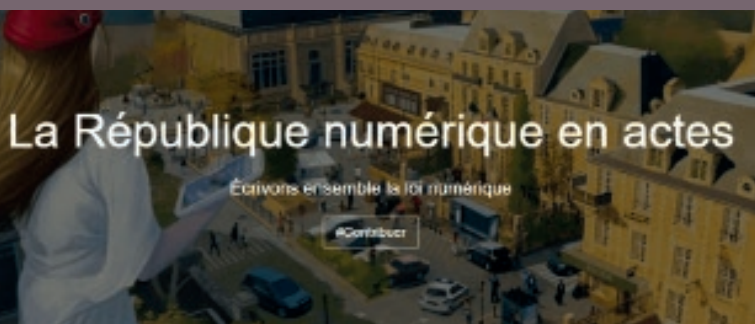 La République numérique en actes
Écrivons ensemble la loi numérique
#Contribuer